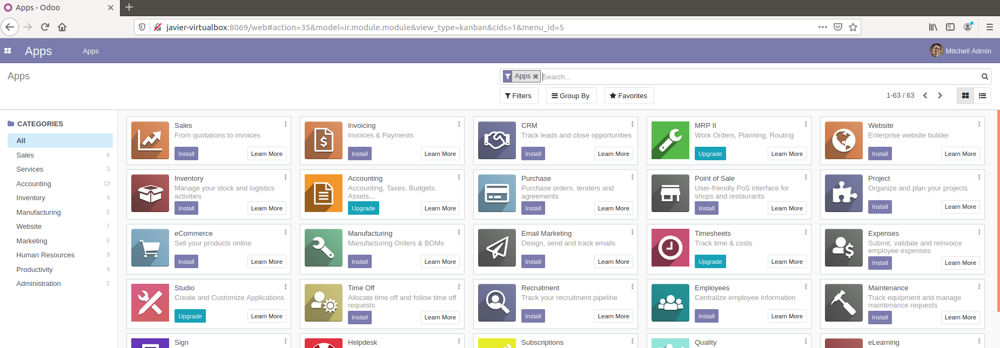 Apps - Odoo
javier-virtualbox:8069/web#action=35&model=ir.module.module&view_type=kanban&cids=1&menu_id=5
Apps
Apps
Mitchell Admin
Apps
Apps
Search...
Filters
Group By
Favorites
1-63 / 63
CATEGORIES
All
Sales 8
Services 3
Accounting 13
Inventory 4
Manufacturing 5
Website 7
Marketing 5
Human Resources 9
Productivity 4
Administration 2
Sales
From quotations to invoices
Install
Learn More
Invoicing
Invoices & Payments
Install
Learn More
CRM
Track leads and close opportunities
Install
Learn More
MRP II
Work Orders, Planning, Routing
Upgrade
Learn More
Website
Enterprise website builder
Install
Learn More
Inventory
Manage your stock and logistics
activities
Install
Learn More
Accounting
Accounting, Taxes, Budgets,
Assets...
Upgrade
Learn More
Purchase
Purchase orders, tenders and
agreements
Install
Learn More
Point of Sale
User-friendly PoS interface for
shops and restaurants
Install
Learn More
Project
Organize and plan your projects
Install
Learn More
eCommerce
Sell your products online
Install
Learn More
Manufacturing
Manufacturing Orders & BOMs
Install
Learn More
Email Marketing
Design, send and track emails
Install
Learn More
Timesheets
Track time & costs
Upgrade
Learn More
Expenses
Submit, validate and reinvoice
employee expenses
Install
Learn More
Studio
Create and Customize Applications
Upgrade
Learn More
Time Off
Allocate time off and follow time off
requests
Install
Learn More
Recruitment
Track your recruitment pipeline
Install
Learn More
Employees
Centralize employee information
Install
Learn More
Maintenance
Track equipment and manage
maintenance requests
Install
Learn More
Sign
Helpdesk
Subscriptions
Quality
eLearning